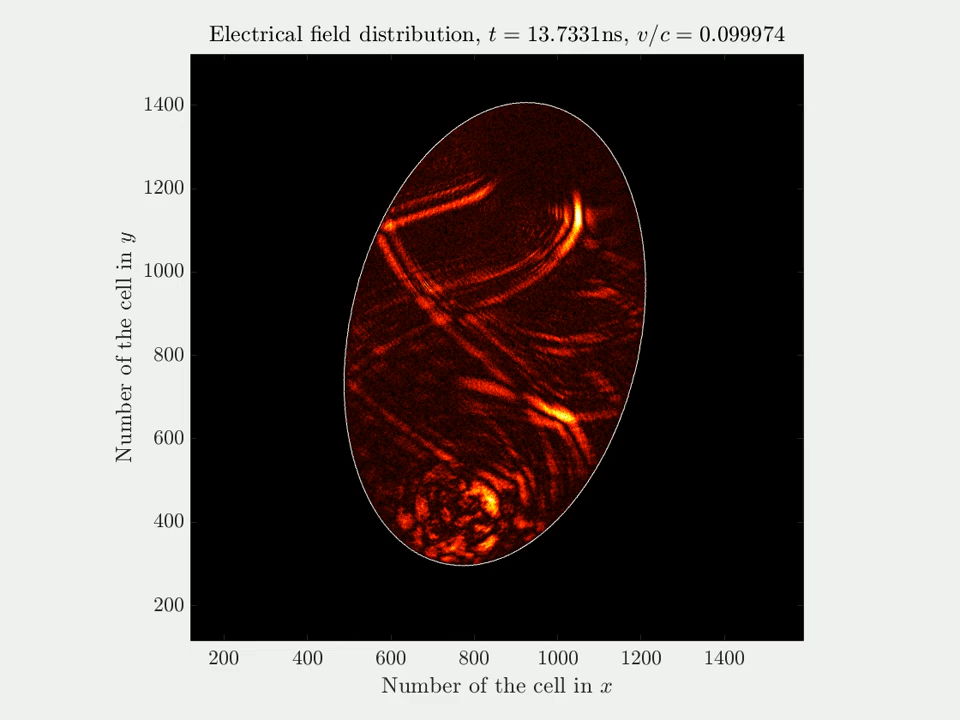 Electrical field distribution, t = 13.7331ns, v/c = 0.099974
1400
1200
1000
800
600
400
200
Number of the cell in y
200 400 600 800 1000 1200 1400
Number of the cell in x